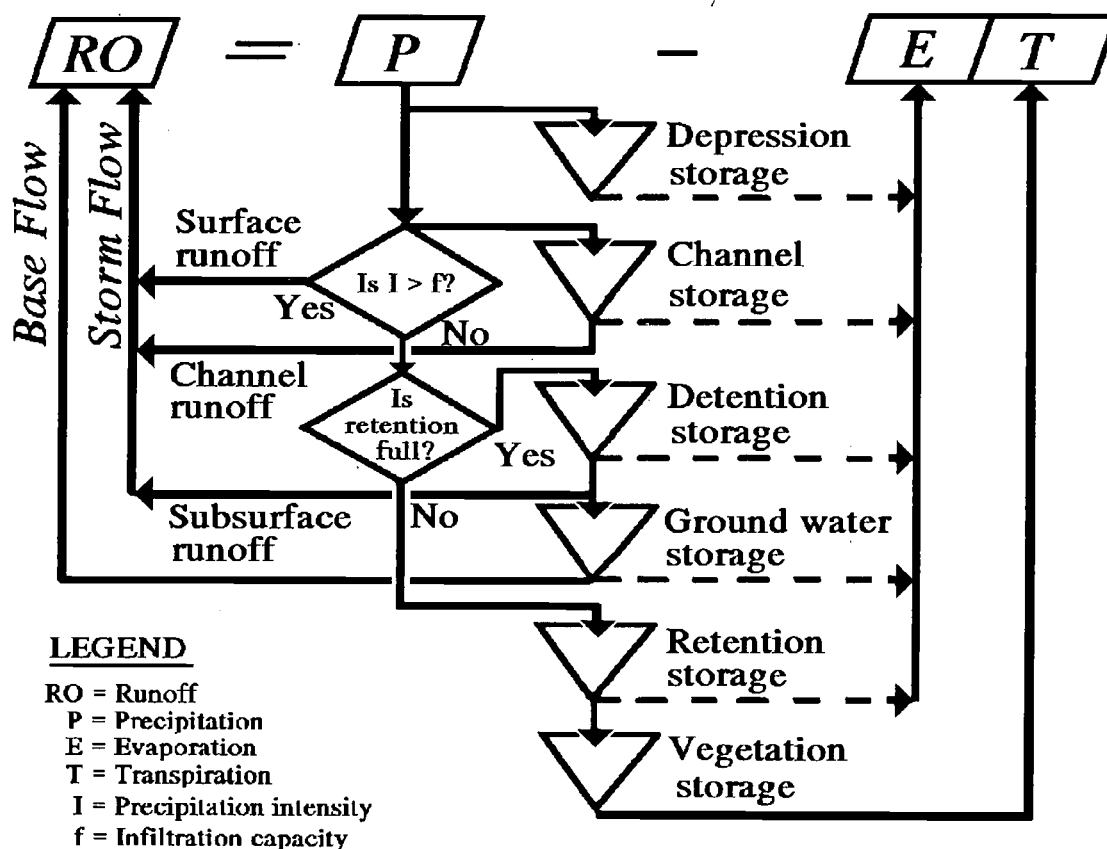 RO = P - E T
Depression
storage
Base Flow
Storm Flow
Surface
runoff
Is I > f?
Yes
No
Channel
storage
Channel
runoff
Is
retention
full?
Yes
No
Detention
storage
Subsurface
runoff
Ground water
storage
Retention
storage
Vegetation
storage
LEGEND
RO = Runoff
P = Precipitation
E = Evaporation
T = Transpiration
I = Precipitation intensity
f = Infiltration capacity